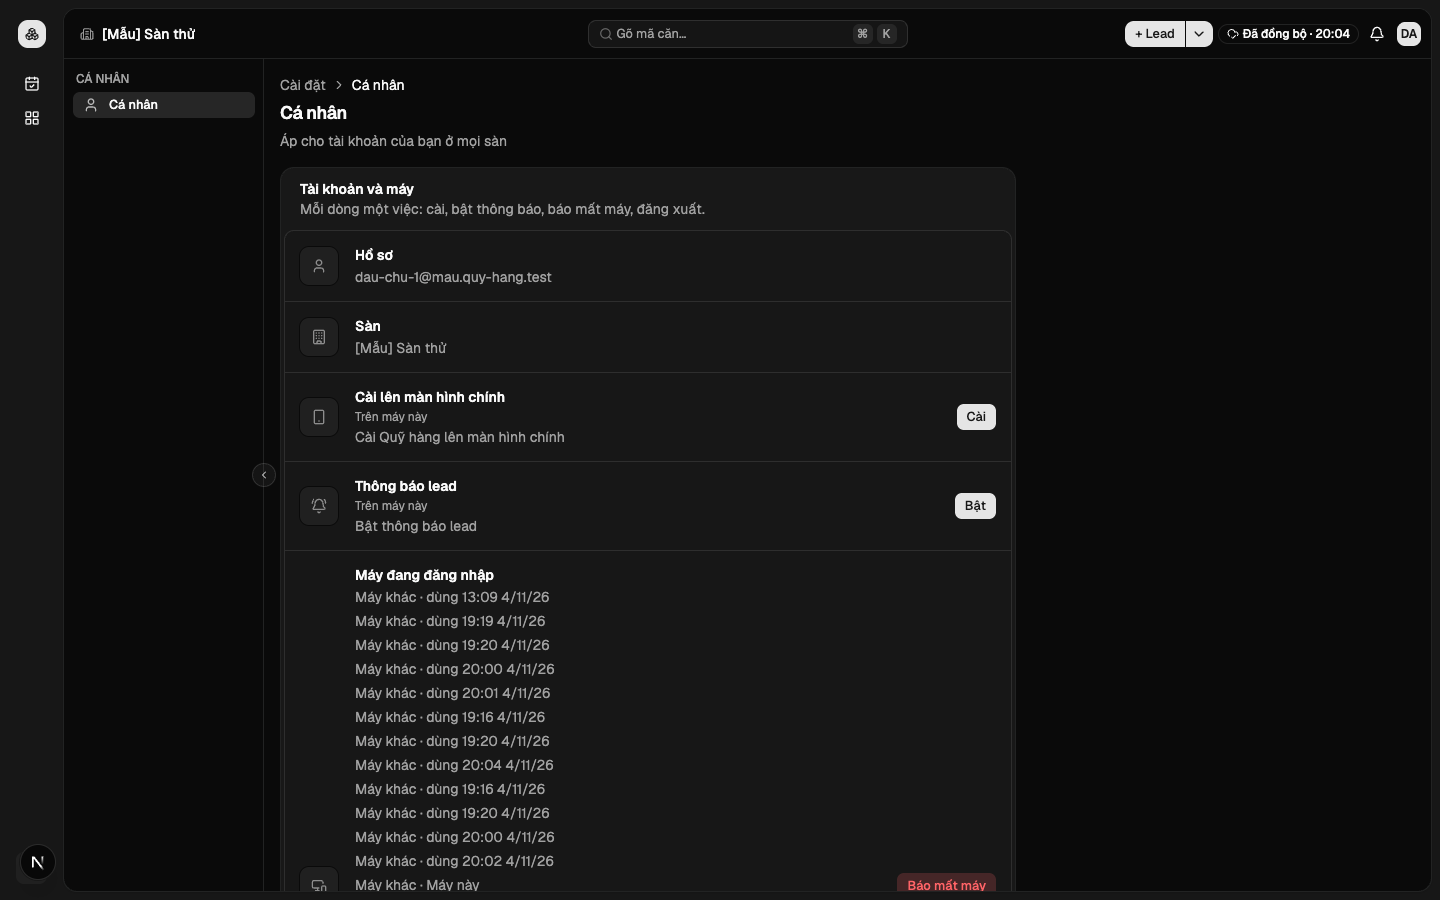 [Mẫu] Sàn thử
Gõ mã căn...
⌘ K
+ Lead
Đã đồng bộ · 20:04
DA
CÁ NHÂN
Cá nhân
Cài đặt > Cá nhân
Cá nhân
Áp cho tài khoản của bạn ở mọi sàn
Tài khoản và máy
Mỗi dòng một việc: cài, bật thông báo, báo mất máy, đăng xuất.
Hồ sơ
dau-chu-1@mau.quy-hang.test
Sàn
[Mẫu] Sàn thử
Cài lên màn hình chính
Trên máy này
Cài Quỹ hàng lên màn hình chính
Cài
Thông báo lead
Trên máy này
Bật thông báo lead
Bật
Máy đang đăng nhập
Máy khác · dùng 13:09 4/11/26
Máy khác · dùng 19:19 4/11/26
Máy khác · dùng 19:20 4/11/26
Máy khác · dùng 20:00 4/11/26
Máy khác · dùng 20:01 4/11/26
Máy khác · dùng 19:16 4/11/26
Máy khác · dùng 19:20 4/11/26
Máy khác · dùng 20:04 4/11/26
Máy khác · dùng 19:16 4/11/26
Máy khác · dùng 19:20 4/11/26
Máy khác · dùng 20:00 4/11/26
Máy khác · dùng 20:02 4/11/26
Máy khác · Máy này
Báo mất máy
N